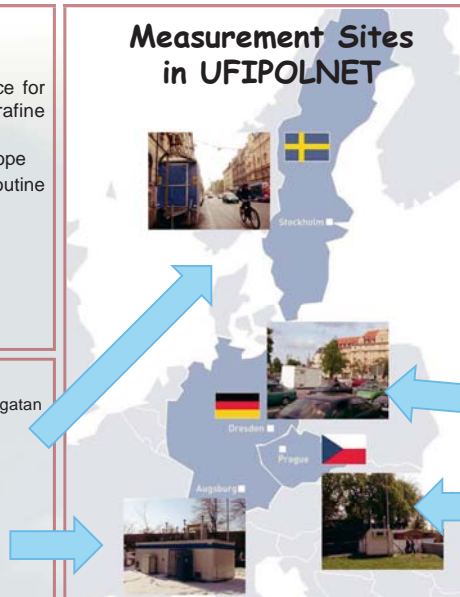 Measurement Sites
in UFIPOLNET
ce for
rafine
ope
outine
gatan
Stockholm
Dresden
Prague
Augsburg